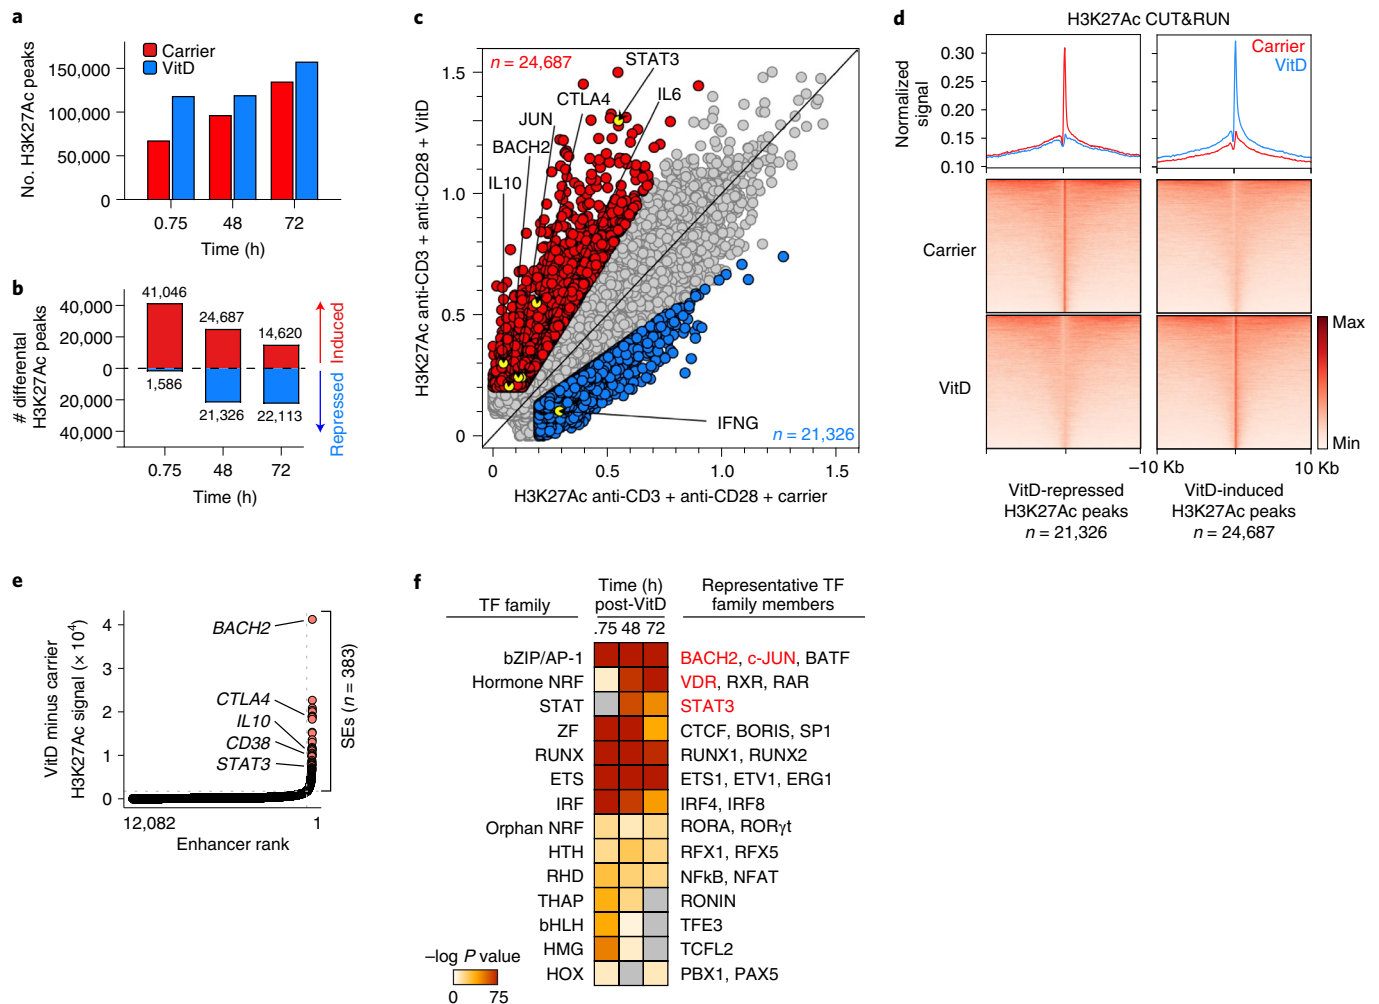 a
No. H3K27Ac peaks
150,000
100,000
50,000
0
Carrier
VitD
0.75 48 72
Time (h)
b
# differential
H3K27Ac peaks
40,000
20,000
0
20,000
40,000
41,046
24,687
14,620
1,586
21,326
22,113
Induced
Repressed
0.75 48 72
Time (h)
c
H3K27Ac anti-CD3 + anti-CD28 + VitD
1.5
1.0
0.5
0
n = 24,687
STAT3
CTLA4
IL6
JUN
BACH2
IL10
IFNG
n = 21,326
0 0.5 1.0 1.5
H3K27Ac anti-CD3 + anti-CD28 + carrier
d
H3K27Ac CUT&RUN
Normalized
signal
0.30
0.25
0.20
0.15
0.10
Carrier
VitD
Carrier
VitD
Max
Min
–10 Kb 10 Kb
VitD-repressed
H3K27Ac peaks
n = 21,326
VitD-induced
H3K27Ac peaks
n = 24,687
e
VitD minus carrier
H3K27Ac signal (× 10⁴)
4
3
2
1
0
BACH2
CTLA4
IL10
CD38
STAT3
SEs (n = 383)
12,082 1
Enhancer rank
f
TF family
Time (h)
post-VitD
Representative TF
family members
.75 48 72
bZIP/AP-1 BACH2, c-JUN, BATF
Hormone NRF VDR, RXR, RAR
STAT STAT3
ZF CTCF, BORIS, SP1
RUNX RUNX1, RUNX2
ETS ETS1, ETV1, ERG1
IRF IRF4, IRF8
Orphan NRF RORA, RORγt
HTH RFX1, RFX5
RHD NFkB, NFAT
THAP RONIN
bHLH TFE3
HMG TCFL2
HOX PBX1, PAX5
–log P value
0 75